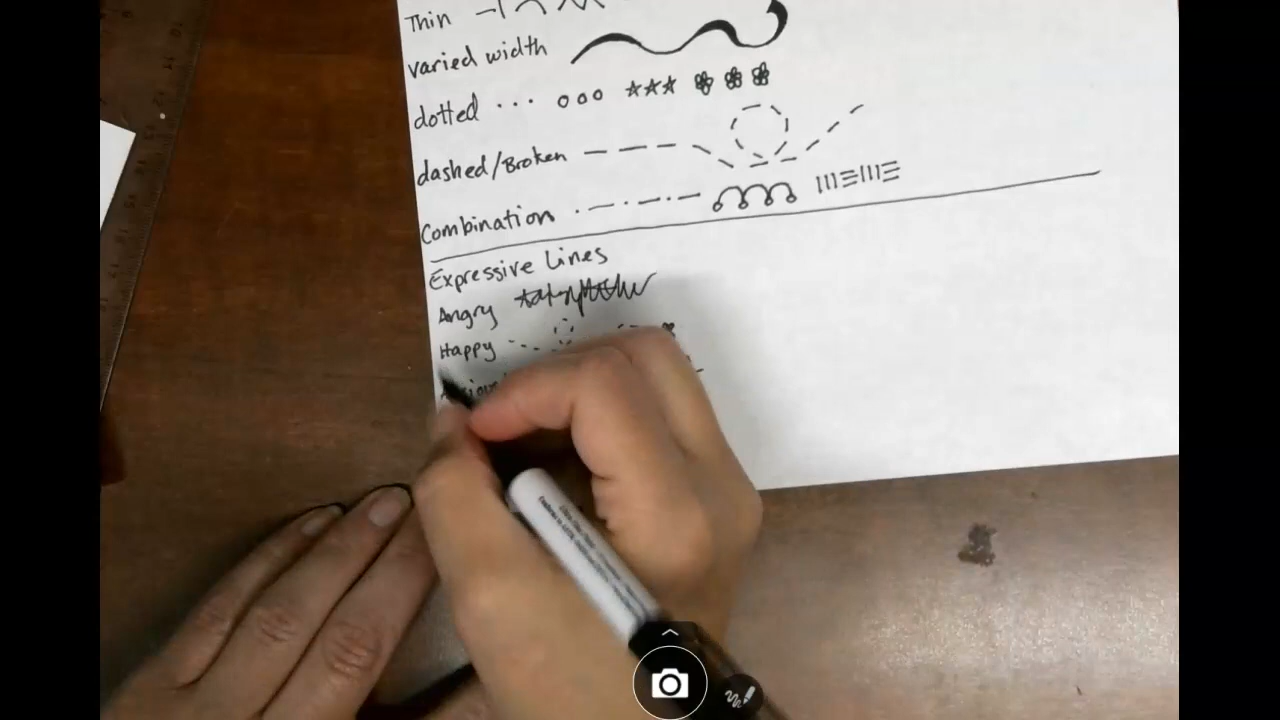 Thin
varied width
dotted
dashed/Broken
Combination
Expressive Lines
Angry
Happy